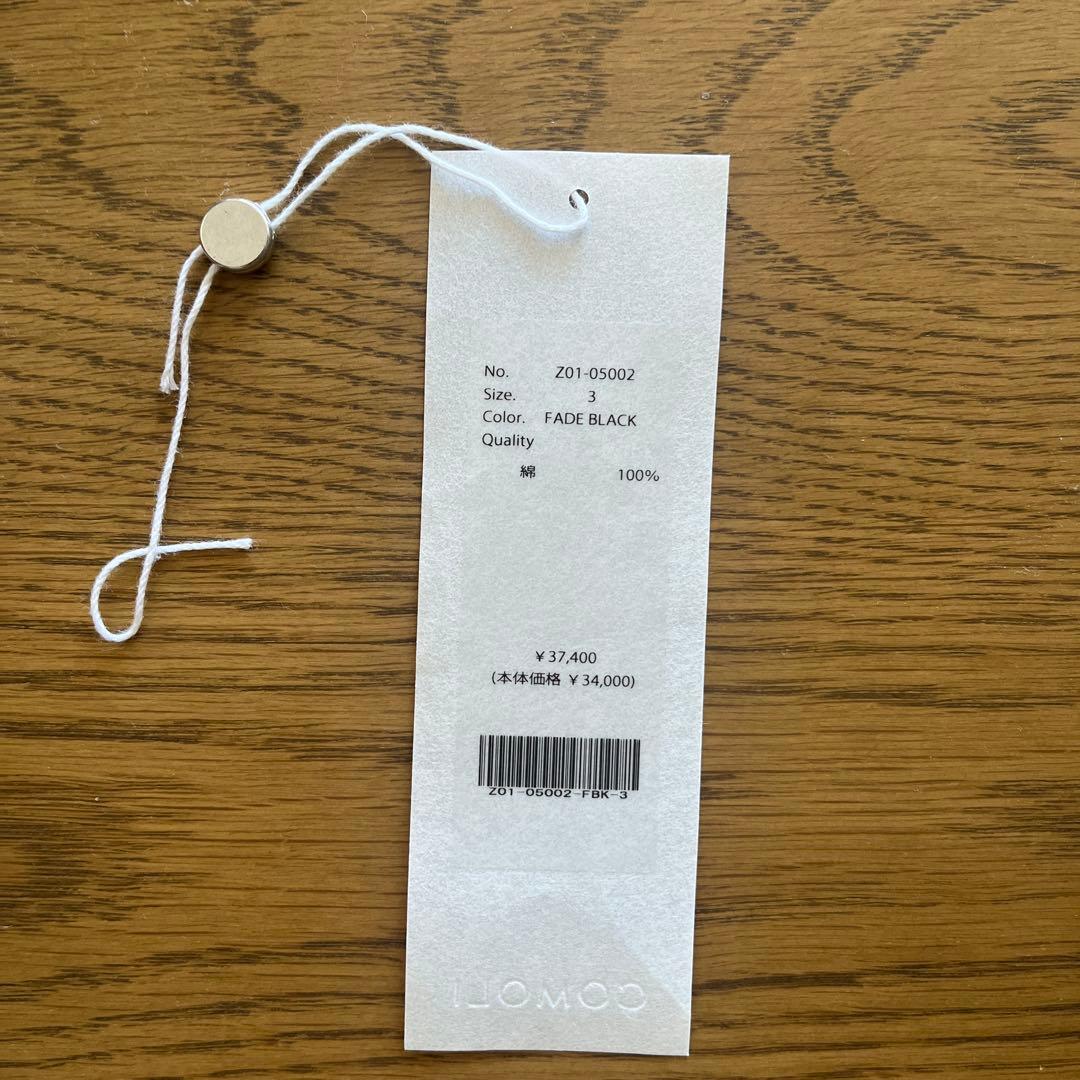 No. Z01-05002
Size. 3
Color. FADE BLACK
Quality
綿 100%
￥37,400
(本体価格 ￥34,000)
Z01-05002-FBK-3
COMOLI